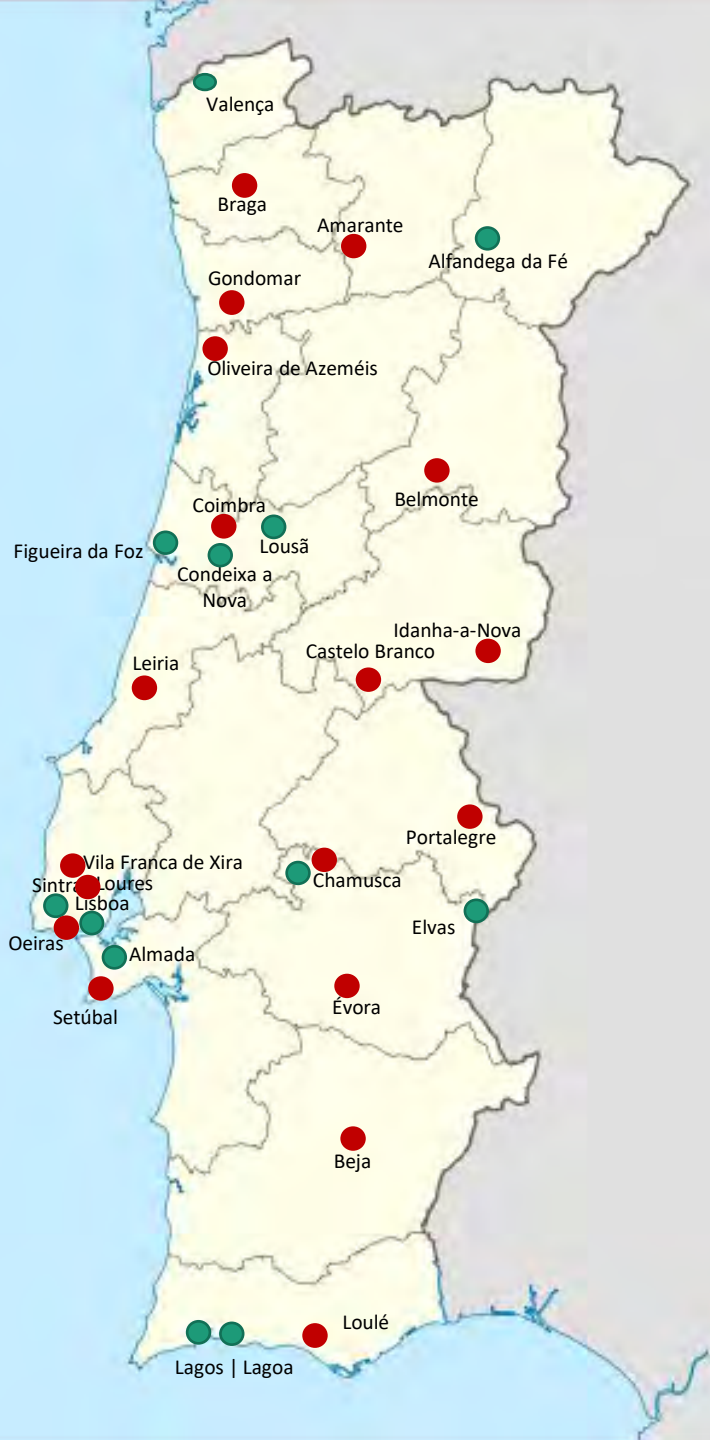 Valença
Braga
Amarante
Alfandega da Fé
Gondomar
Oliveira de Azeméis
Belmonte
Coimbra
Figueira da Foz
Lousã
Condeixa a
Nova
Idanha-a-Nova
Castelo Branco
Leiria
Portalegre
Vila Franca de Xira
Chamusca
Sintra
Loures
Lisboa
Elvas
Oeiras
Almada
Setúbal
Évora
Beja
Loulé
Lagos | Lagoa